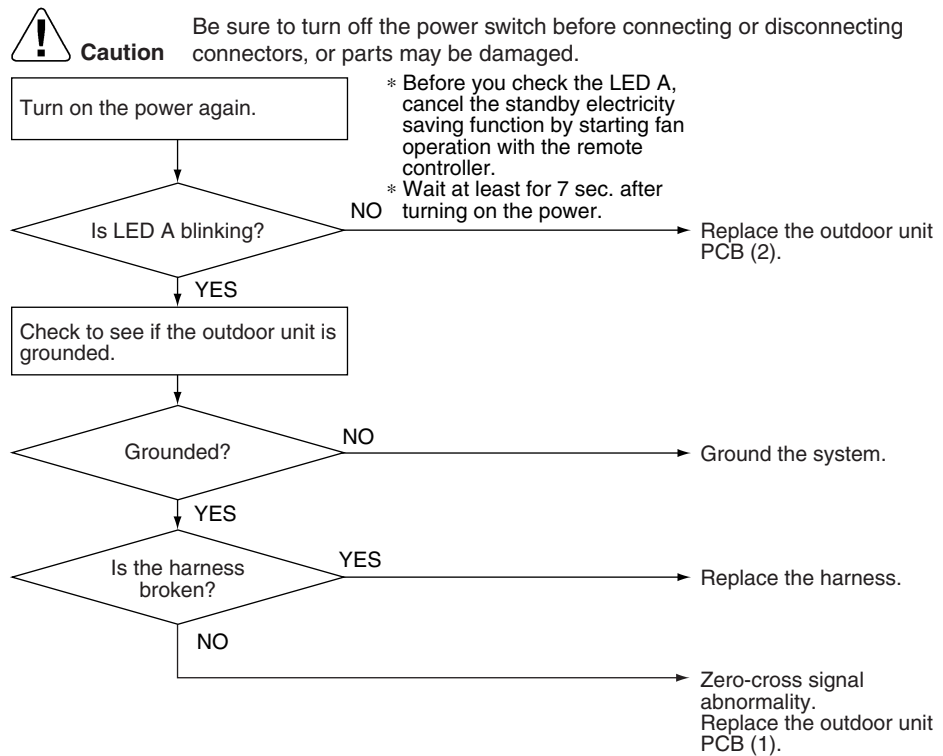 Be sure to turn off the power switch before connecting or disconnecting
Caution connectors, or parts may be damaged.
Turn on the power again.
* Before you check the LED A,
cancel the standby electricity
saving function by starting fan
operation with the remote
controller.
* Wait at least for 7 sec. after
turning on the power.
Is LED A blinking?
NO
Replace the outdoor unit
PCB (2).
YES
Check to see if the outdoor unit is
grounded.
Grounded?
NO
Ground the system.
YES
Is the harness
broken?
YES
Replace the harness.
NO
Zero-cross signal
abnormality.
Replace the outdoor unit
PCB (1).